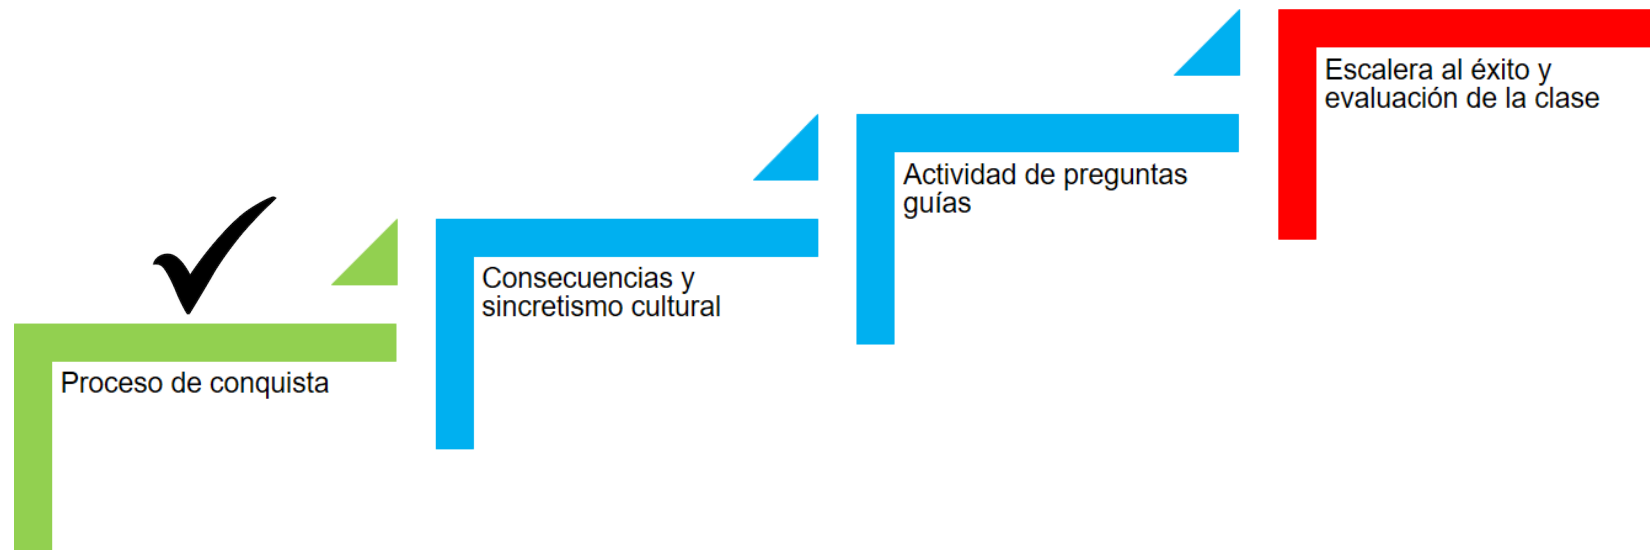 Proceso de conquista
Consecuencias y
sincretismo cultural
Actividad de preguntas
guías
Escalera al éxito y
evaluación de la clase